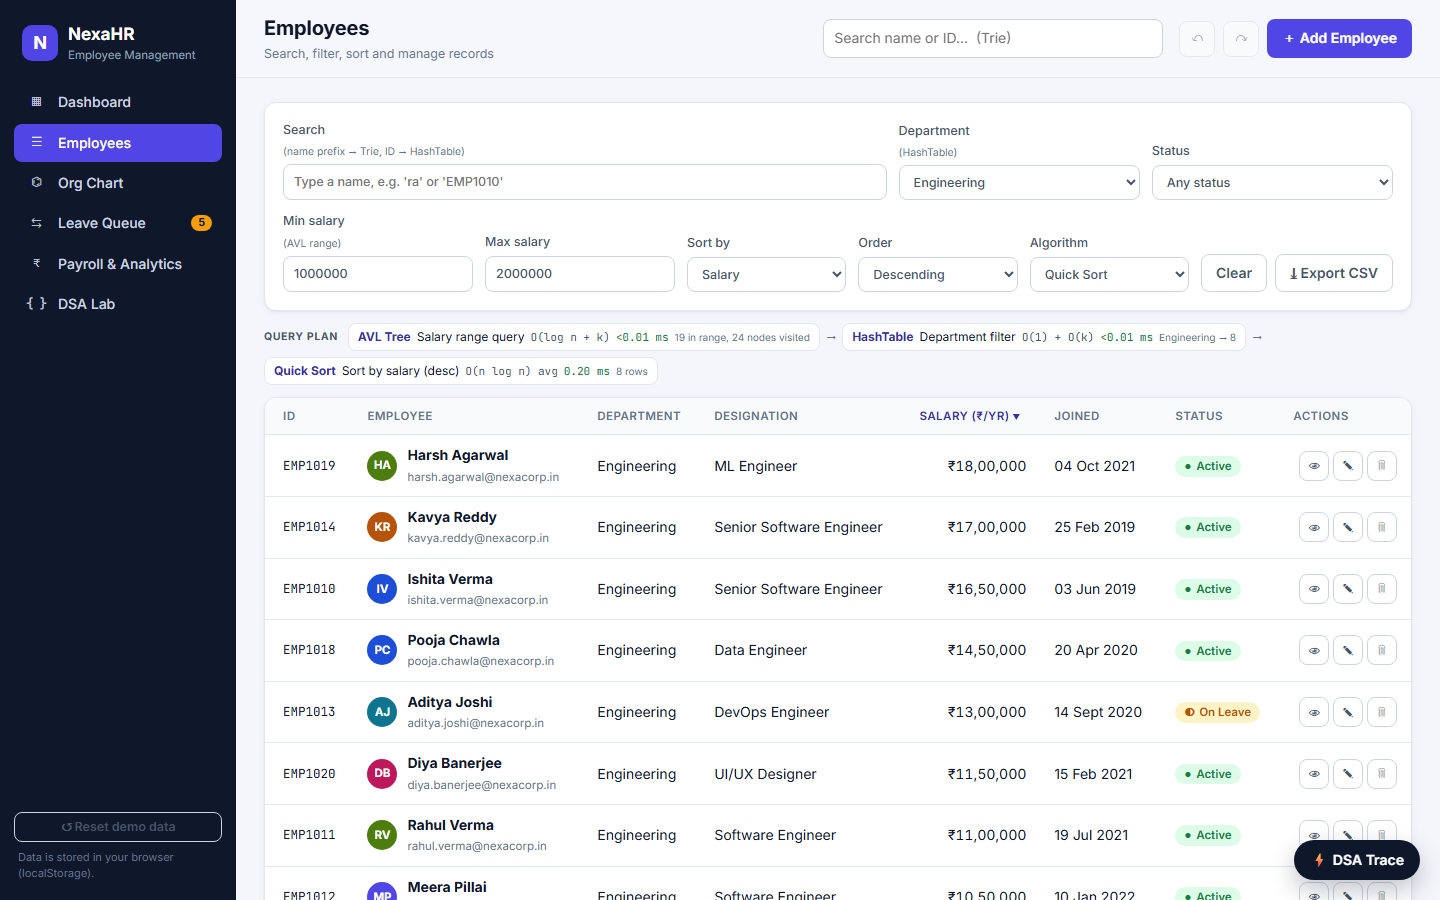 N
NexaHR
Employee Management
Dashboard
Employees
Org Chart
Leave Queue 5
₹ Payroll & Analytics
{ } DSA Lab
↺ Reset demo data
Data is stored in your browser
(localStorage).
Employees
Search, filter, sort and manage records
Search name or ID... (Trie)
+ Add Employee
Search
(name prefix → Trie, ID → HashTable)
Type a name, e.g. 'ra' or 'EMP1010'
Department
(HashTable)
Engineering
Status
Any status
Min salary
(AVL range)
1000000
Max salary
2000000
Sort by
Salary
Order
Descending
Algorithm
Quick Sort
Clear
⤓ Export CSV
QUERY PLAN AVL Tree Salary range query O(log n + k) <0.01 ms 19 in range, 24 nodes visited → HashTable Department filter O(1) + O(k) <0.01 ms Engineering → 8 →
Quick Sort Sort by salary (desc) O(n log n) avg 0.20 ms 8 rows
ID EMPLOYEE DEPARTMENT DESIGNATION SALARY (₹/YR) ▼ JOINED STATUS ACTIONS
EMP1019 HA Harsh Agarwal Engineering ML Engineer ₹18,00,000 04 Oct 2021 ● Active
harsh.agarwal@nexacorp.in
EMP1014 KR Kavya Reddy Engineering Senior Software Engineer ₹17,00,000 25 Feb 2019 ● Active
kavya.reddy@nexacorp.in
EMP1010 IV Ishita Verma Engineering Senior Software Engineer ₹16,50,000 03 Jun 2019 ● Active
ishita.verma@nexacorp.in
EMP1018 PC Pooja Chawla Engineering Data Engineer ₹14,50,000 20 Apr 2020 ● Active
pooja.chawla@nexacorp.in
EMP1013 AJ Aditya Joshi Engineering DevOps Engineer ₹13,00,000 14 Sept 2020 ◐ On Leave
aditya.joshi@nexacorp.in
EMP1020 DB Diya Banerjee Engineering UI/UX Designer ₹11,50,000 15 Feb 2021 ● Active
diya.banerjee@nexacorp.in
EMP1011 RV Rahul Verma Engineering Software Engineer ₹11,00,000 19 Jul 2021 ● Active
rahul.verma@nexacorp.in
EMP1012 MP Meera Pillai Engineering Software Engineer ₹10,50,000 10 Jan 2022 ● Active
DSA Trace